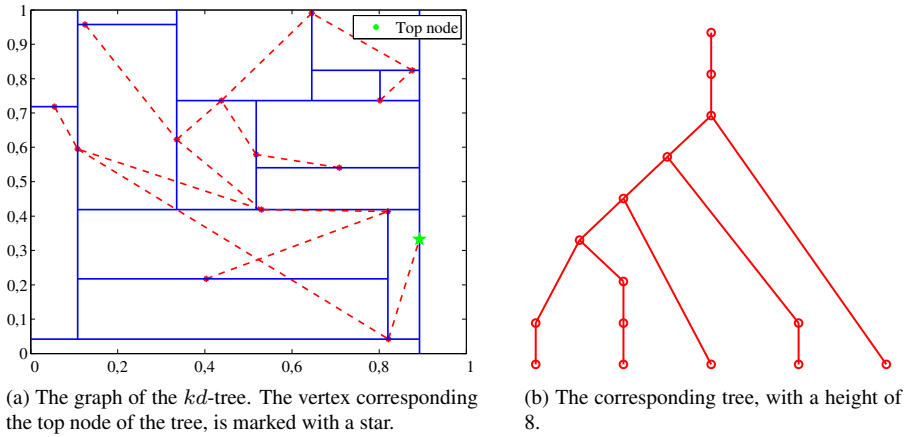 1
0,9
0,8
0,7
0,6
0,5
0,4
0,3
0,2
0,1
0
0 0,2 0,4 0,6 0,8 1
Top node
(a) The graph of the kd-tree. The vertex corresponding
the top node of the tree, is marked with a star.
(b) The corresponding tree, with a height of
8.